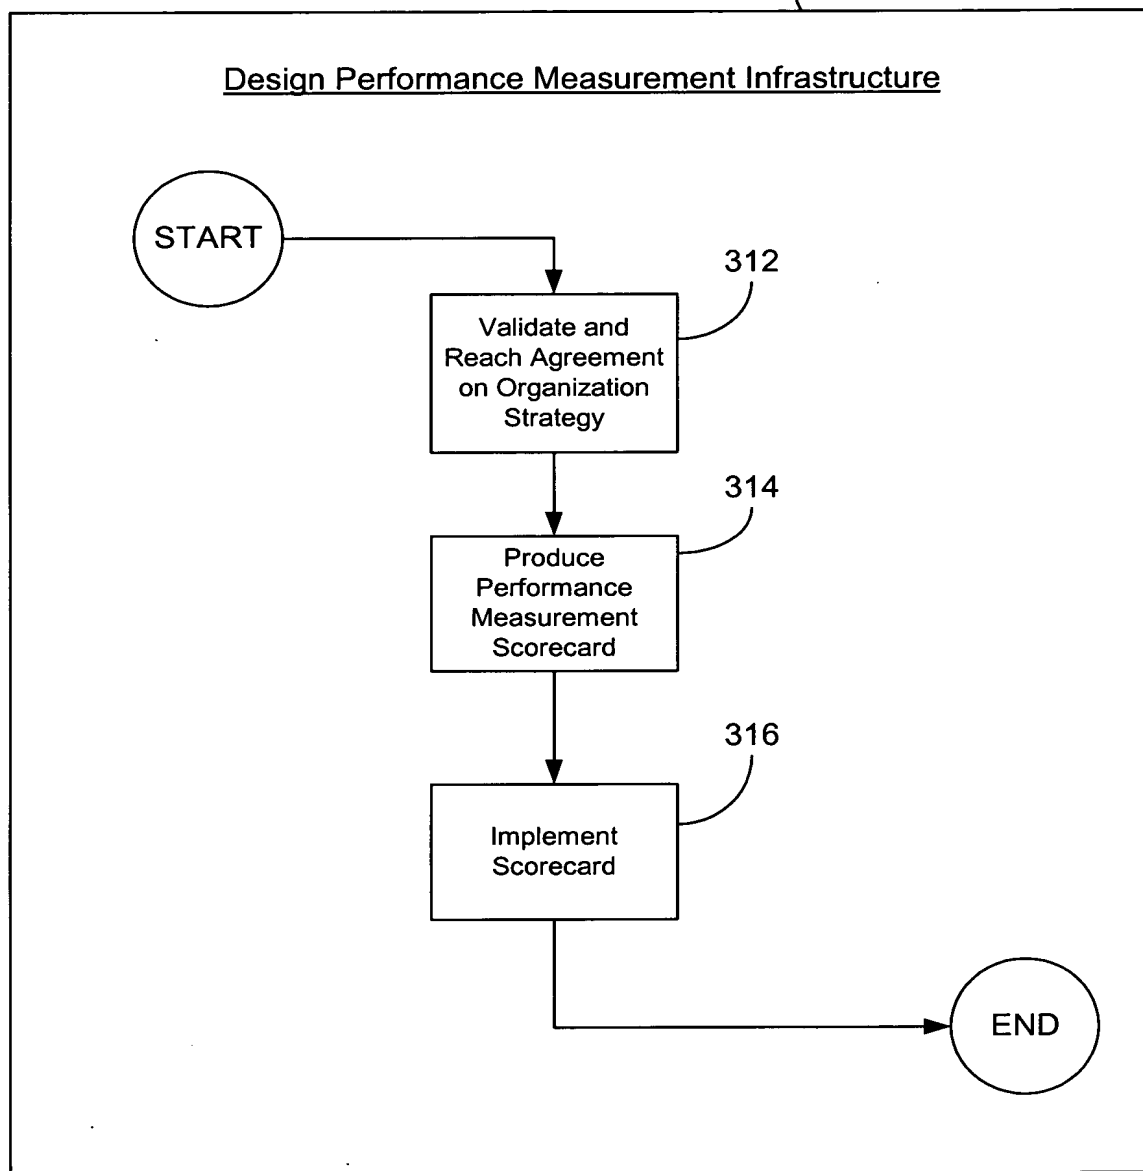 Design Performance Measurement Infrastructure
START
312
Validate and
Reach Agreement
on Organization
Strategy
314
Produce
Performance
Measurement
Scorecard
316
Implement
Scorecard
END